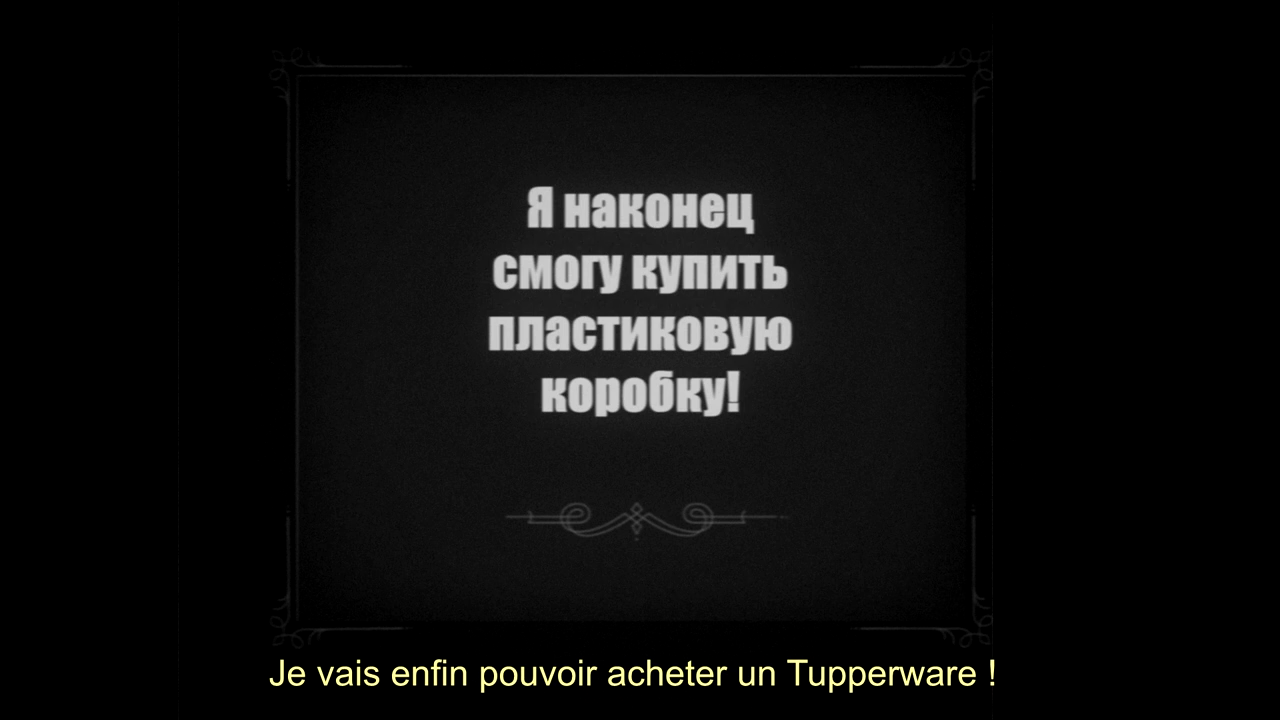 Я наконец
смогу купить
пластиковую
коробку!
Je vais enfin pouvoir acheter un Tupperware !